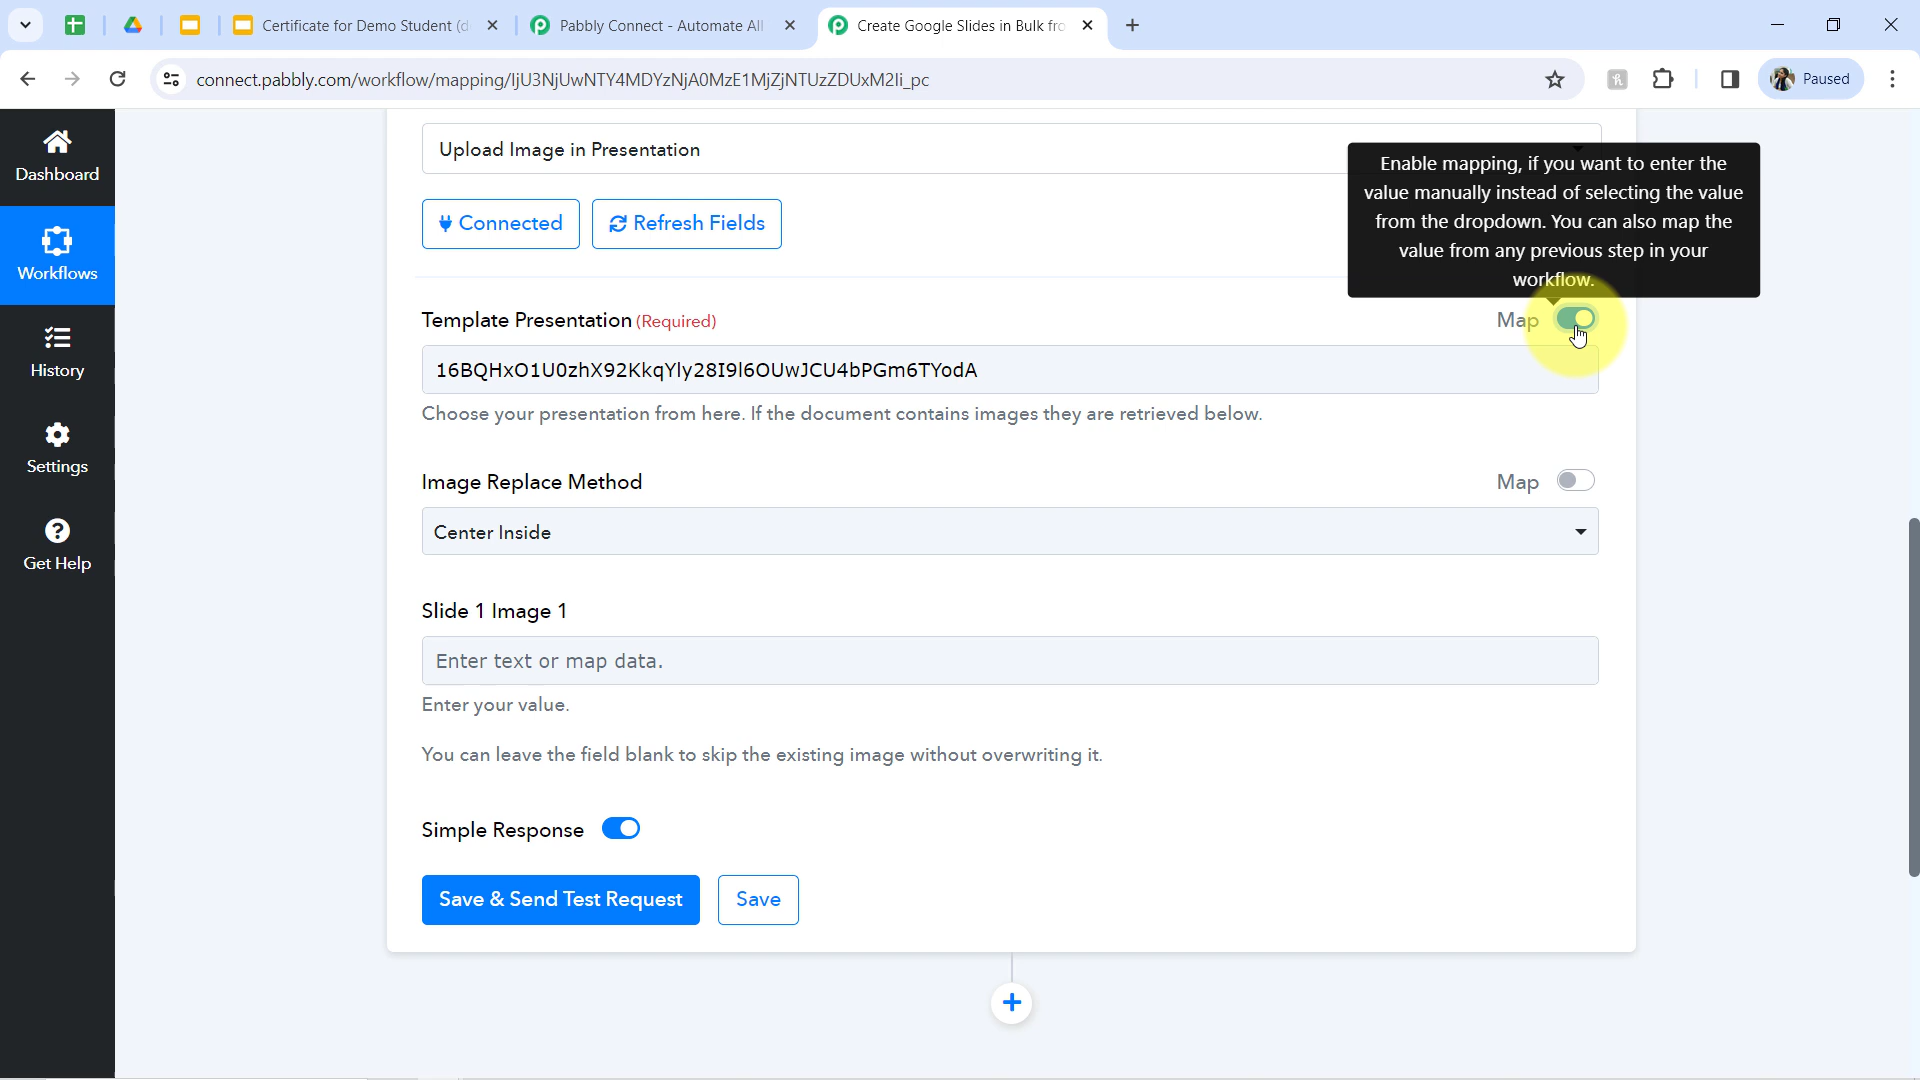 Certificate for Demo Student (d
Pabbly Connect - Automate All
Create Google Slides in Bulk fro
connect.pabbly.com/workflow/mapping/IjU3NjUwNTY4MDYzNjA0MzE1MjZjNTUzZDUxM2Ii_pc
Paused
Dashboard
Workflows
History
Settings
Get Help
Upload Image in Presentation
Enable mapping, if you want to enter the
value manually instead of selecting the value
from the dropdown. You can also map the
value from any previous step in your
workflow.
Connected
Refresh Fields
Template Presentation (Required)
Map
16BQHxO1U0zhX92KkqYly28I9l6OUwJCU4bPGm6TYodA
Choose your presentation from here. If the document contains images they are retrieved below.
Image Replace Method
Map
Center Inside
Slide 1 Image 1
Enter text or map data.
Enter your value.
You can leave the field blank to skip the existing image without overwriting it.
Simple Response
Save & Send Test Request
Save